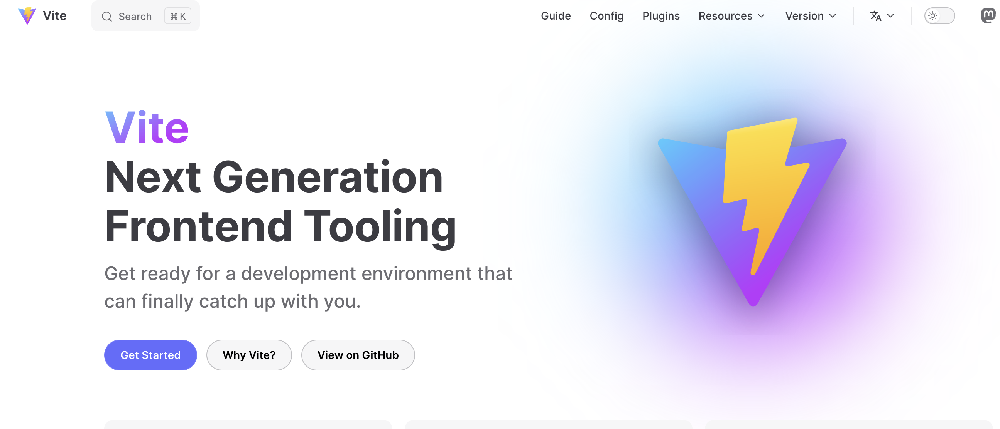 Vite
Search ⌘ K
Guide Config Plugins Resources Version
Vite
Next Generation
Frontend Tooling
Get ready for a development environment that
can finally catch up with you.
Get Started Why Vite? View on GitHub